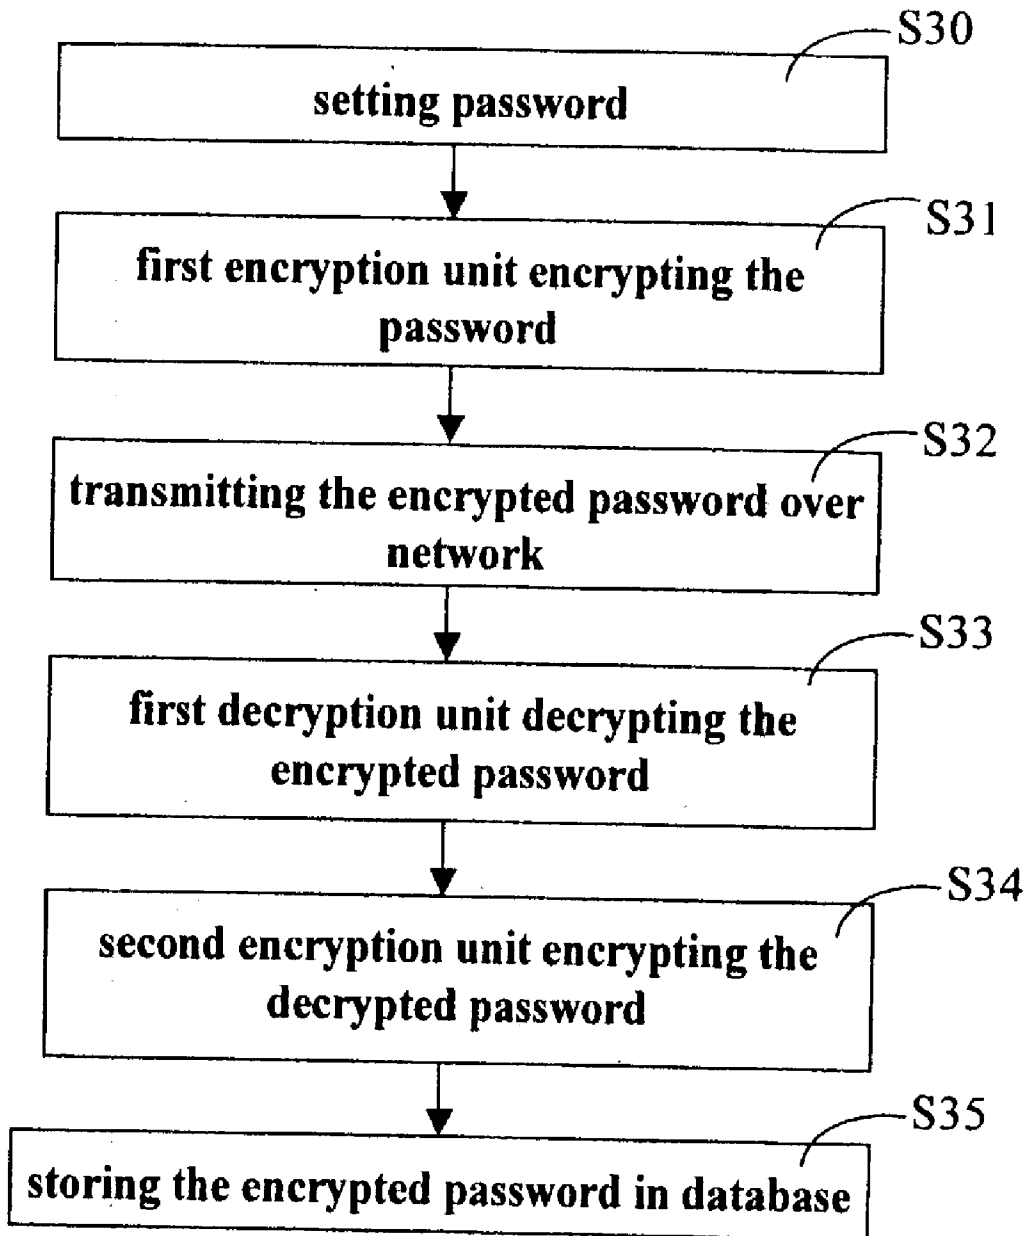 S30
setting password
S31
first encryption unit encrypting the
password
S32
transmitting the encrypted password over
network
S33
first decryption unit decrypting the
encrypted password
S34
second encryption unit encrypting the
decrypted password
S35
storing the encrypted password in database